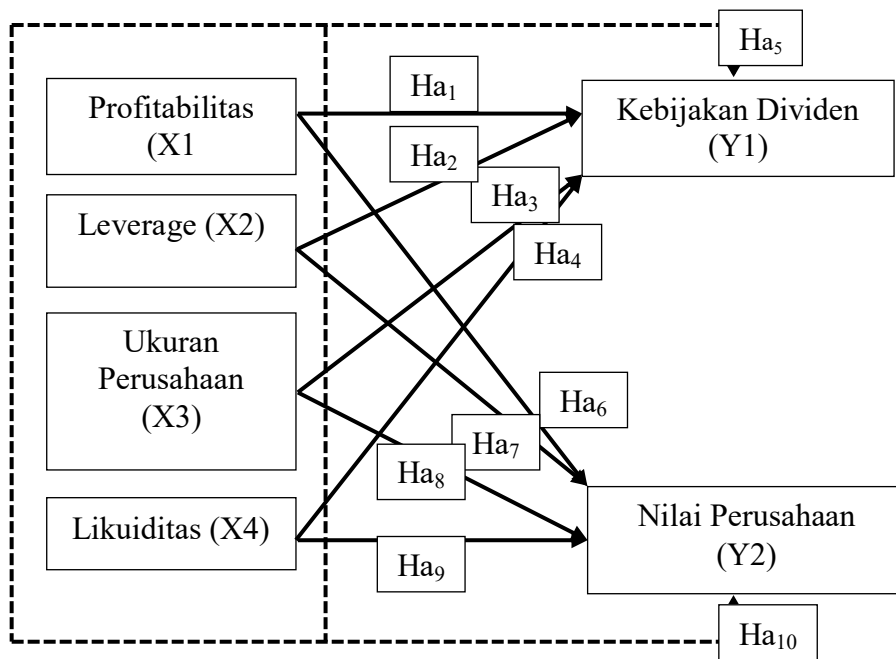 Ha₅
Profitabilitas
(X1
Ha₁
Kebijakan Dividen
(Y1)
Ha₂
Ha₃
Leverage (X2)
Ha₄
Ukuran
Perusahaan
(X3)
Ha₆
Ha₇
Ha₈
Likuiditas (X4)
Nilai Perusahaan
(Y2)
Ha₉
Ha₁₀